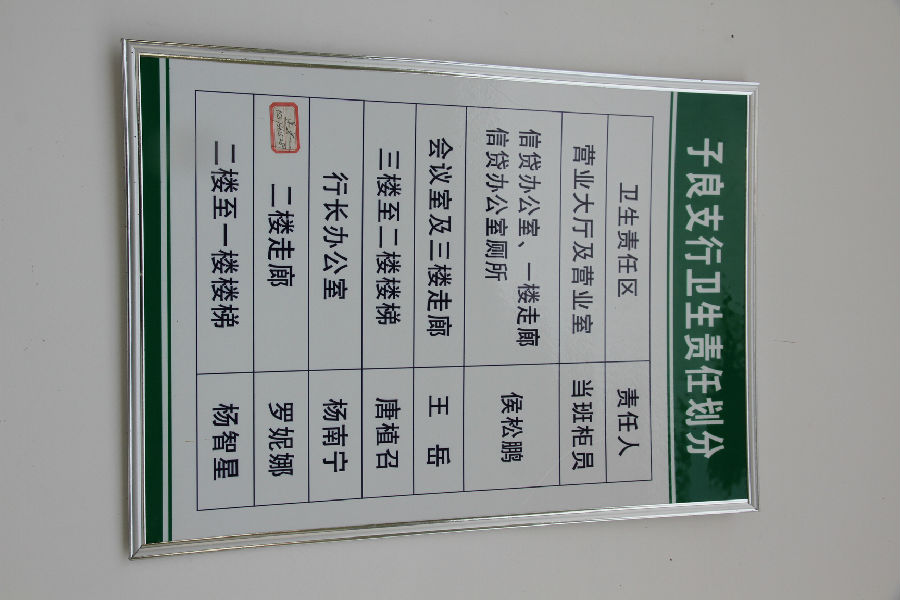 子良支行卫生责任划分
卫生责任区 责任人
营业大厅及营业室 当班柜员
信贷办公室、一楼走廊
信贷办公室厕所 侯松鹏
会议室及三楼走廊 王 岳
三楼至二楼楼梯 唐植召
行长办公室 杨南宁
二楼走廊 罗妮娜
二楼至一楼楼梯 杨智星